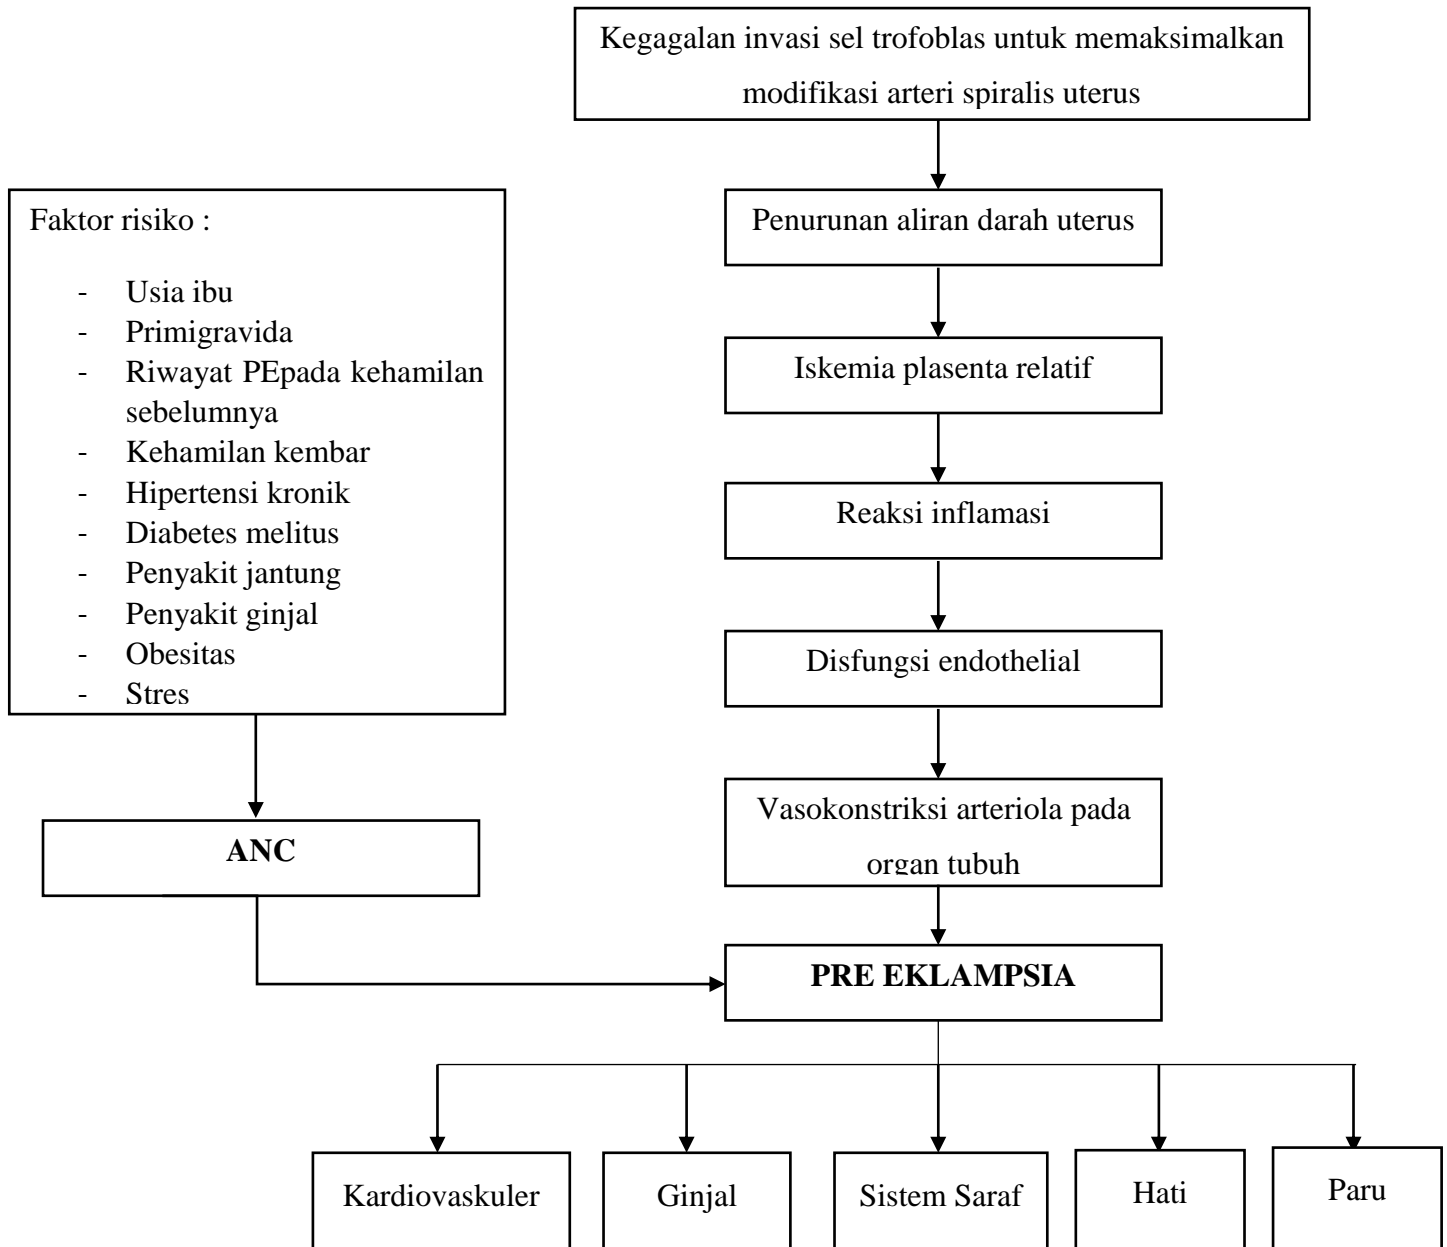 Kegagalan invasi sel trofoblas untuk memaksimalkan
modifikasi arteri spiralis uterus
Faktor risiko :
- Usia ibu
- Primigravida
- Riwayat PEpada kehamilan
sebelumnya
- Kehamilan kembar
- Hipertensi kronik
- Diabetes melitus
- Penyakit jantung
- Penyakit ginjal
- Obesitas
- Stres
Penurunan aliran darah uterus
Iskemia plasenta relatif
Reaksi inflamasi
Disfungsi endothelial
Vasokonstriksi arteriola pada
organ tubuh
ANC
PRE EKLAMPSIA
Kardiovaskuler
Ginjal
Sistem Saraf
Hati
Paru